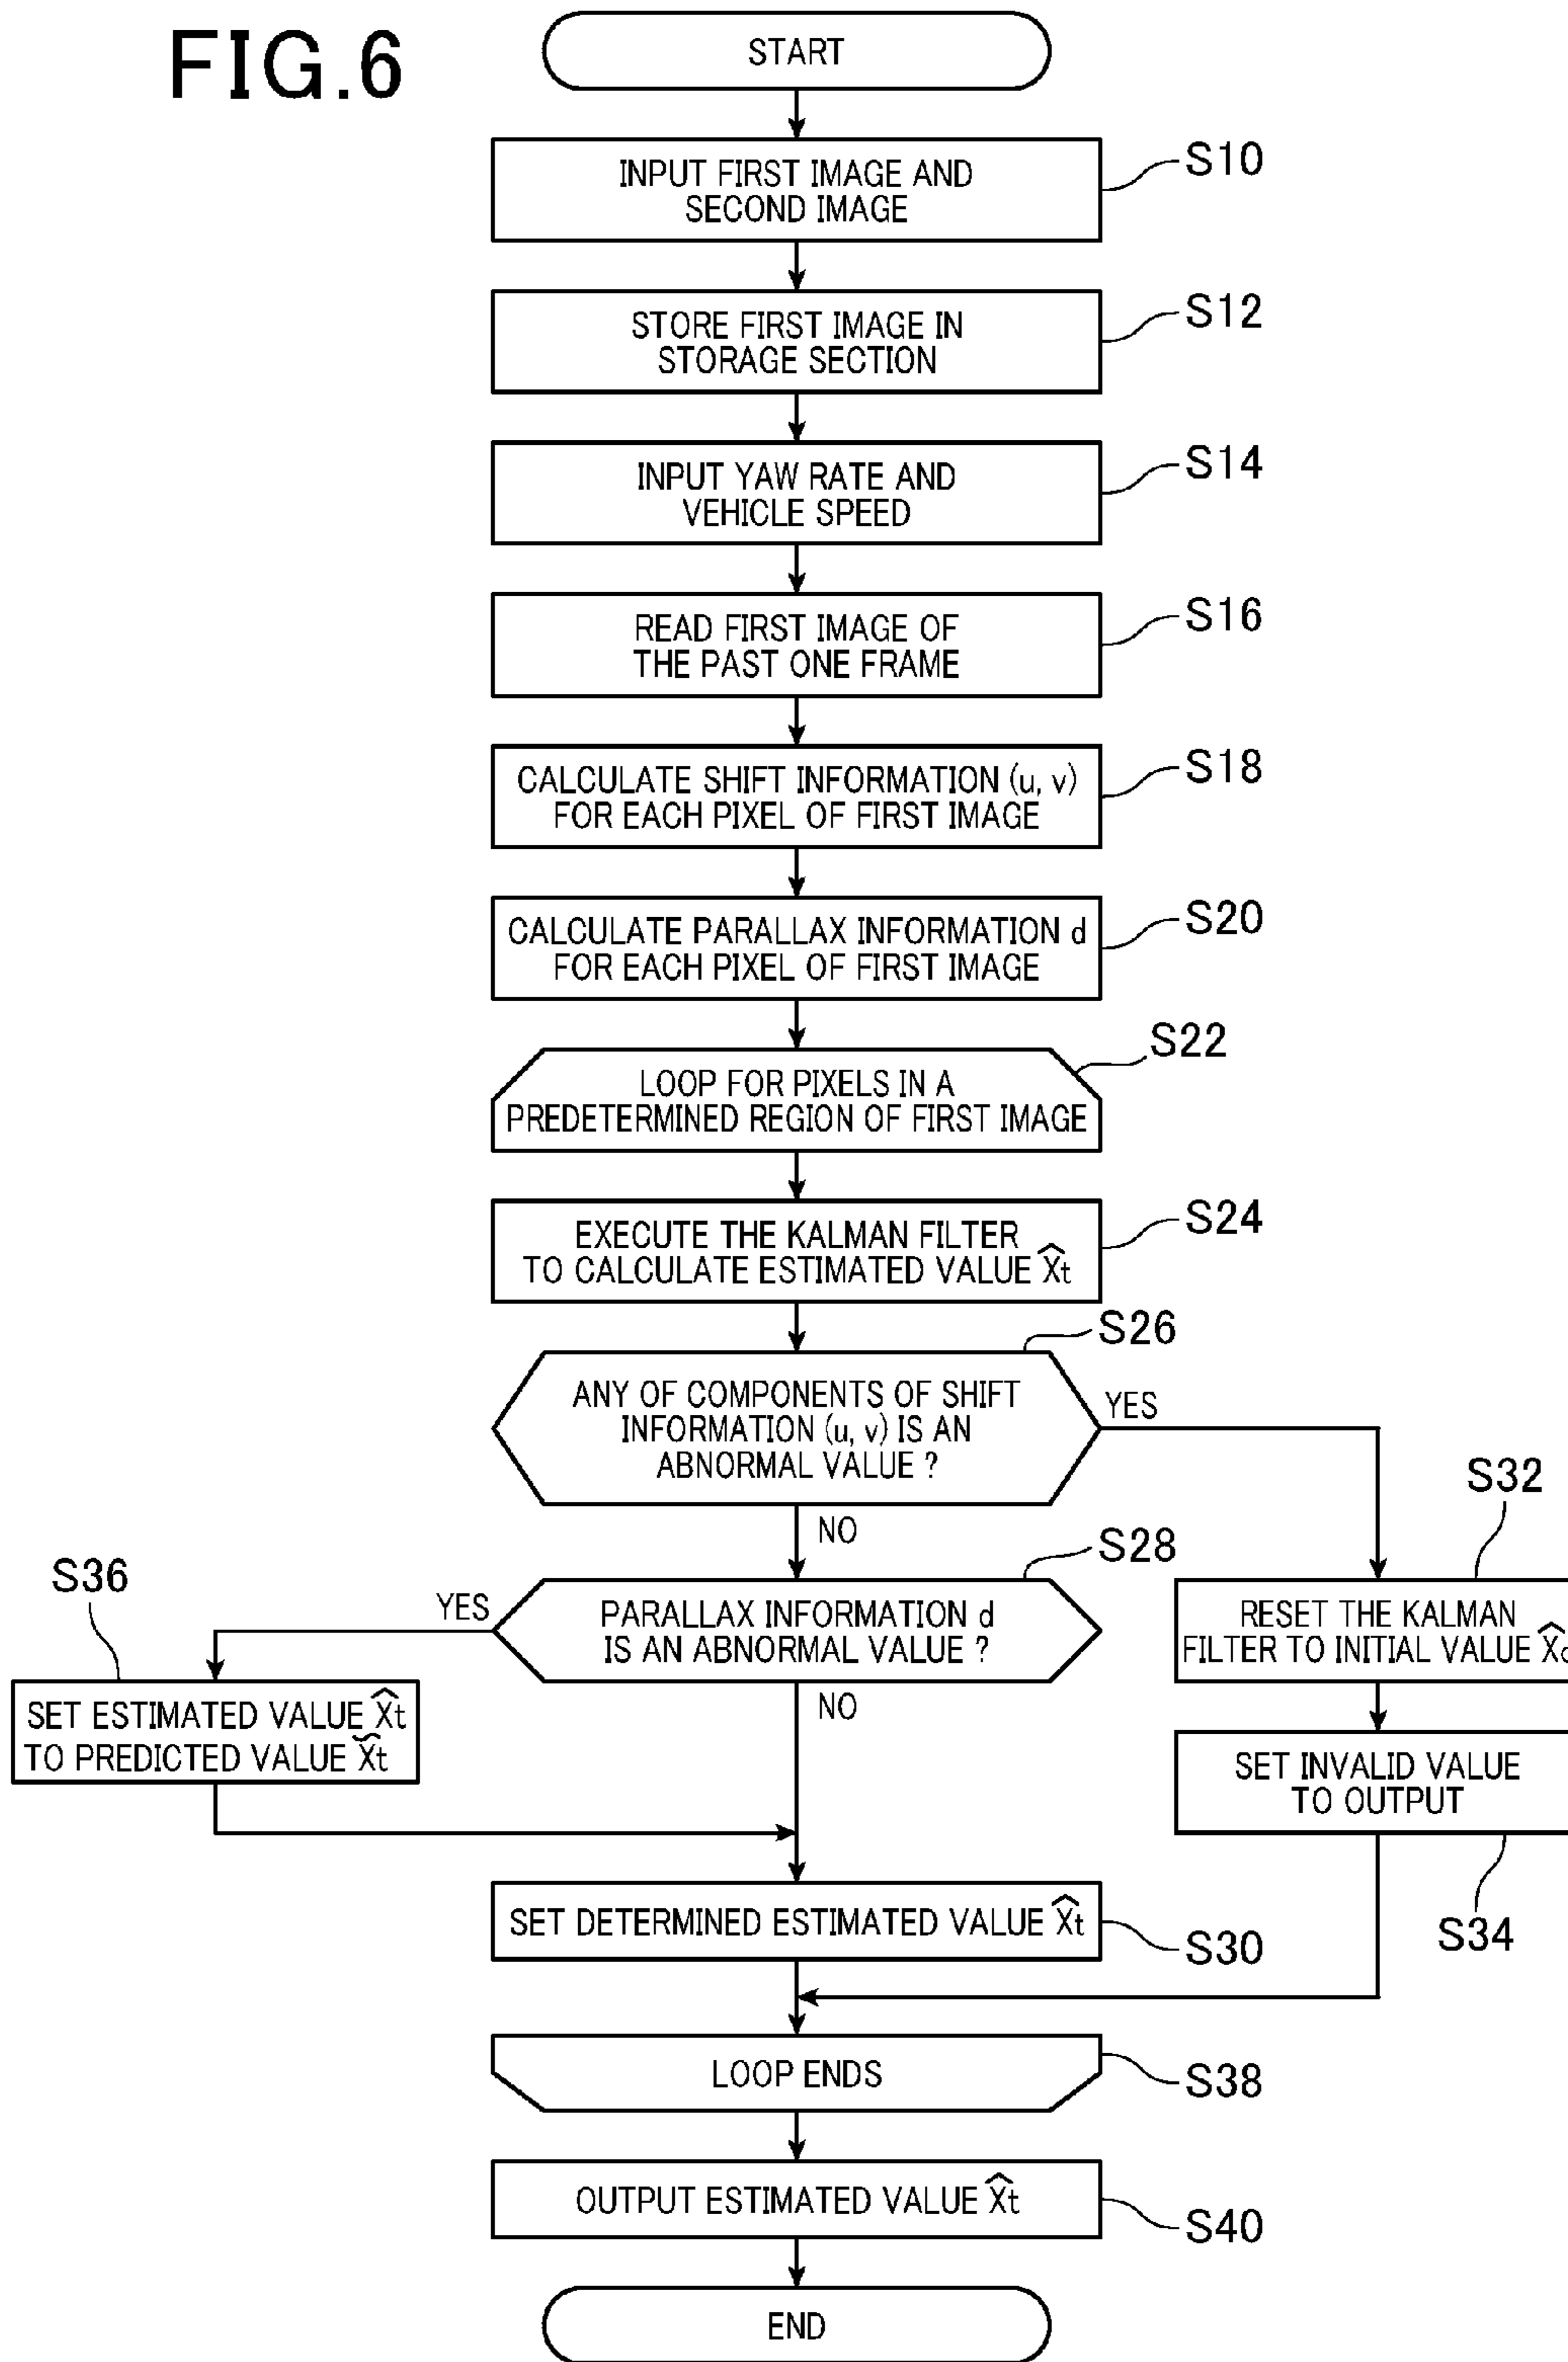 FIG.6
START
INPUT FIRST IMAGE AND
SECOND IMAGE
S10
STORE FIRST IMAGE IN
STORAGE SECTION
S12
INPUT YAW RATE AND
VEHICLE SPEED
S14
READ FIRST IMAGE OF
THE PAST ONE FRAME
S16
CALCULATE SHIFT INFORMATION (u, v)
FOR EACH PIXEL OF FIRST IMAGE
S18
CALCULATE PARALLAX INFORMATION d
FOR EACH PIXEL OF FIRST IMAGE
S20
LOOP FOR PIXELS IN A
PREDETERMINED REGION OF FIRST IMAGE
S22
EXECUTE THE KALMAN FILTER
TO CALCULATE ESTIMATED VALUE X̂t
S24
ANY OF COMPONENTS OF SHIFT
INFORMATION (u, v) IS AN
ABNORMAL VALUE ?
S26
YES
NO
PARALLAX INFORMATION d
IS AN ABNORMAL VALUE ?
S28
YES
NO
S36
SET ESTIMATED VALUE X̂t
TO PREDICTED VALUE X̃t
S32
RESET THE KALMAN
FILTER TO INITIAL VALUE
SET INVALID VALUE
TO OUTPUT
S34
SET DETERMINED ESTIMATED VALUE X̂t
S30
LOOP ENDS
S38
OUTPUT ESTIMATED VALUE X̂t
S40
END